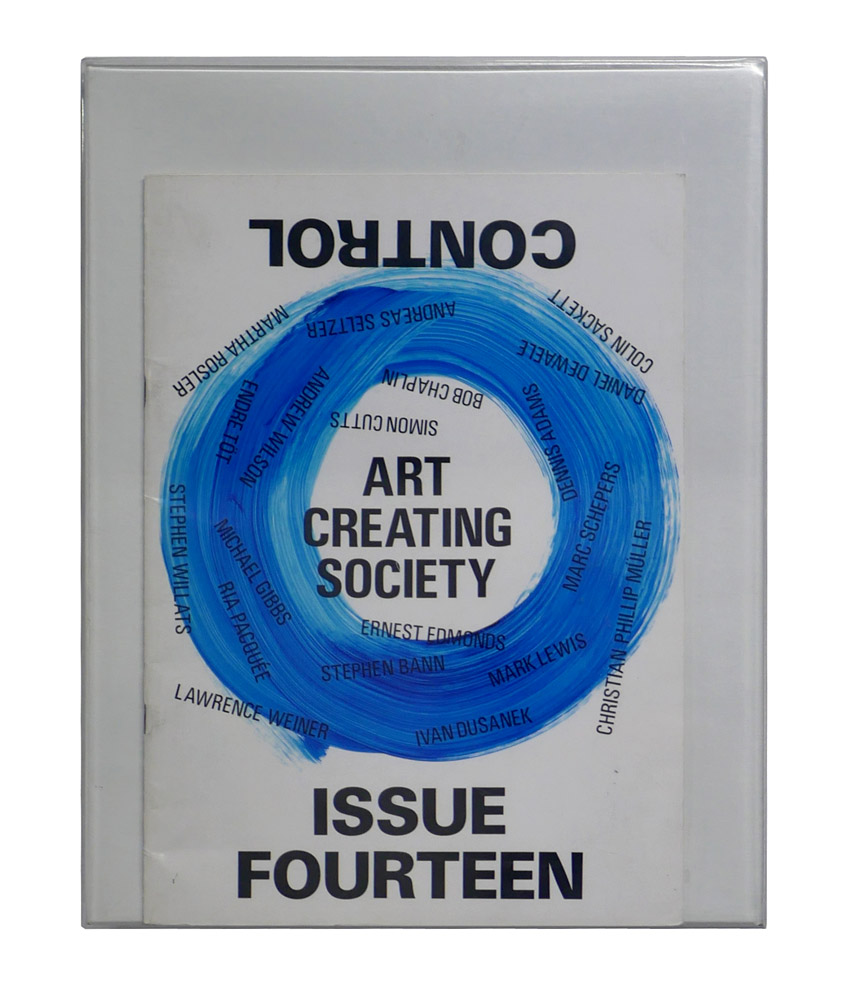 CONTROL
COLIN SACKETT
MARTHA ROSLER
ANDREAS SELTZER
DANIEL DEWAELE
BOB CHAPLIN
ANDREW WILSON
ENDRE TÓT
SIMON CUTTS
DENNIS ADAMS
ART
CREATING
SOCIETY
MARC SCHEPERS
STEPHEN WILLATS
MICHAEL GIBBS
CHRISTIAN PHILLIP MÜLLER
RIA PACQUÉE
ERNEST EDMONDS
STEPHEN BANN
MARK LEWIS
LAWRENCE WEINER
IVAN DUSANEK
ISSUE
FOURTEEN